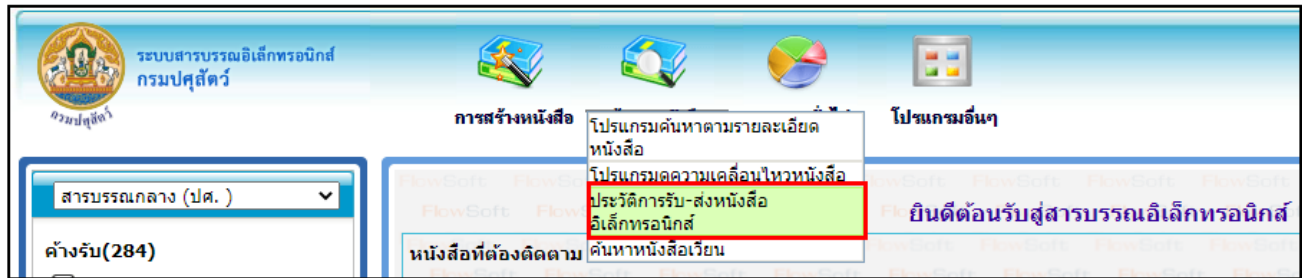 ระบบสารบรรณอิเล็กทรอนิกส์
กรมปศุสัตว์
กรมปศุสัตว์
การสร้างหนังสือ
โปรแกรมอื่นๆ
โปรแกรมค้นหาตามรายละเอียด
หนังสือ
โปรแกรมดูความเคลื่อนไหวหนังสือ
ประวัติการรับ-ส่งหนังสือ
อิเล็กทรอนิกส์
ค้นหาหนังสือเวียน
สารบรรณกลาง (ปศ. )
ค้างรับ(284)
FlowSoft FlowSoft FlowSoft FlowSoft FlowSoft
ยินดีต้อนรับสู่สารบรรณอิเล็กทรอนิกส์
หนังสือที่ต้องติดตาม